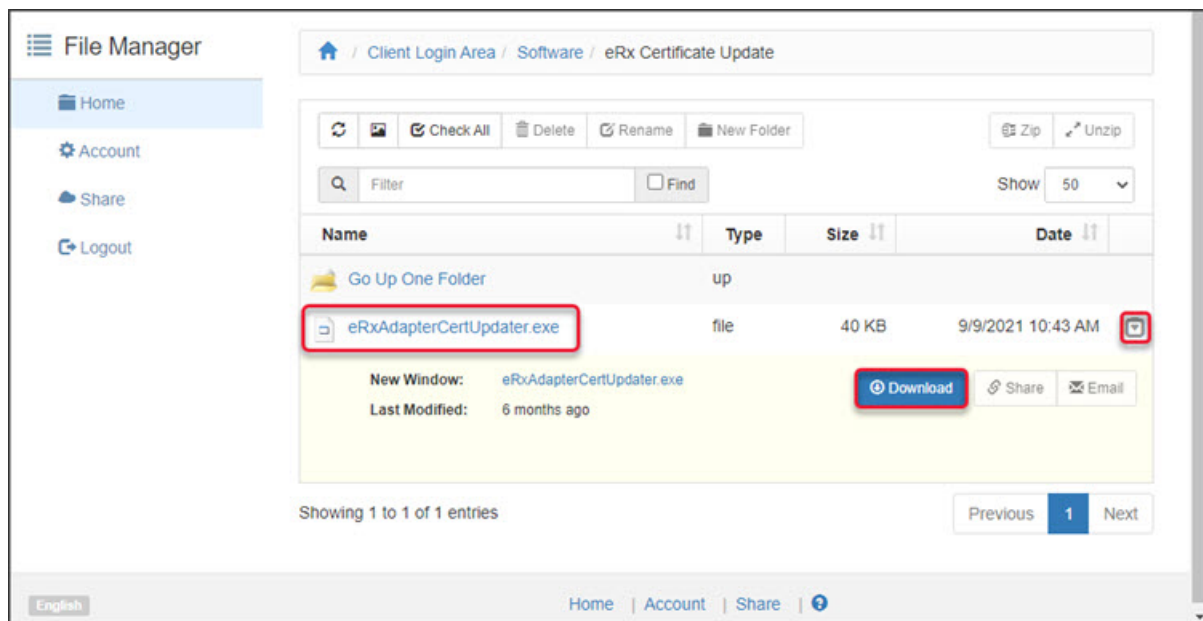 File Manager
/ Client Login Area / Software / eRx Certificate Update
Home
Account
Share
Logout
Check All Delete Rename New Folder Zip Unzip
Filter Find Show 50
Name Type Size Date
Go Up One Folder up
eRxAdapterCertUpdater.exe file 40 KB 9/9/2021 10:43 AM
New Window: eRxAdapterCertUpdater.exe Download Share Email
Last Modified: 6 months ago
Showing 1 to 1 of 1 entries Previous 1 Next
English Home | Account | Share |